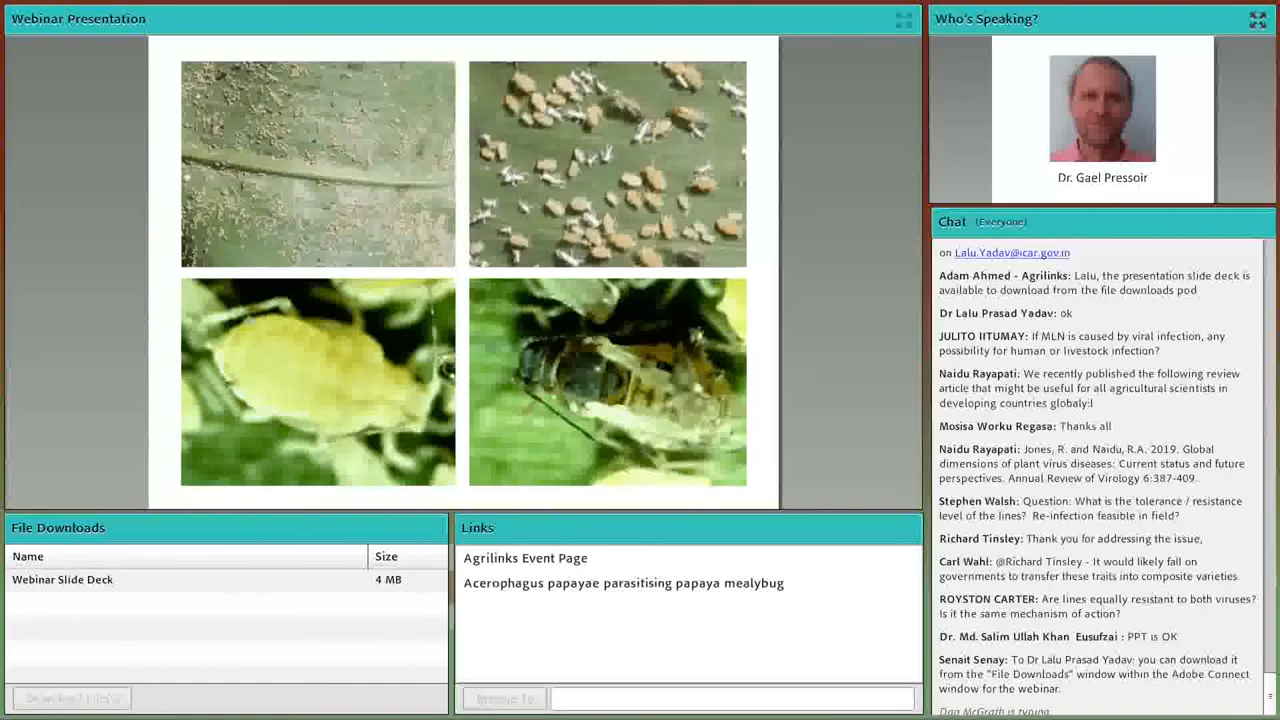 Webinar Presentation
Who's Speaking?
Dr. Gael Pressoir
Chat (Everyone)
on Lalu.Yadav@icar.gov.in
Adam Ahmed - Agrilinks: Lalu, the presentation slide deck is
available to download from the file downloads pod
Dr Lalu Prasad Yadav: ok
JULITO IITUMAY: If MLN is caused by viral infection, any
possibility for human or livestock infection?
Naidu Rayapati: We recently published the following review
article that might be useful for all agricultural scientists in
developing countries globaly:l
Mosisa Worku Regasa: Thanks all
Naidu Rayapati: Jones, R. and Naidu, R.A. 2019. Global
dimensions of plant virus diseases: Current status and future
perspectives. Annual Review of Virology 6:387-409.
Stephen Walsh: Question: What is the tolerance / resistance
level of the lines? Re-infection feasible in field?
Richard Tinsley: Thank you for addressing the issue,
Carl Wahl: @Richard Tinsley - It would likely fall on
governments to transfer these traits into composite varieties.
ROYSTON CARTER: Are lines equally resistant to both viruses?
Is it the same mechanism of action?
Dr. Md. Salim Ullah Khan Eusufzai : PPT is OK
Senait Senay: To Dr Lalu Prasad Yadav: you can download it
from the "File Downloads" window within the Adobe Connect
window for the webinar.
Dan McGrath is typing
File Downloads
Name Size
Webinar Slide Deck 4 MB
Links
Agrilinks Event Page
Acerophagus papayae parasitising papaya mealybug
Browse To